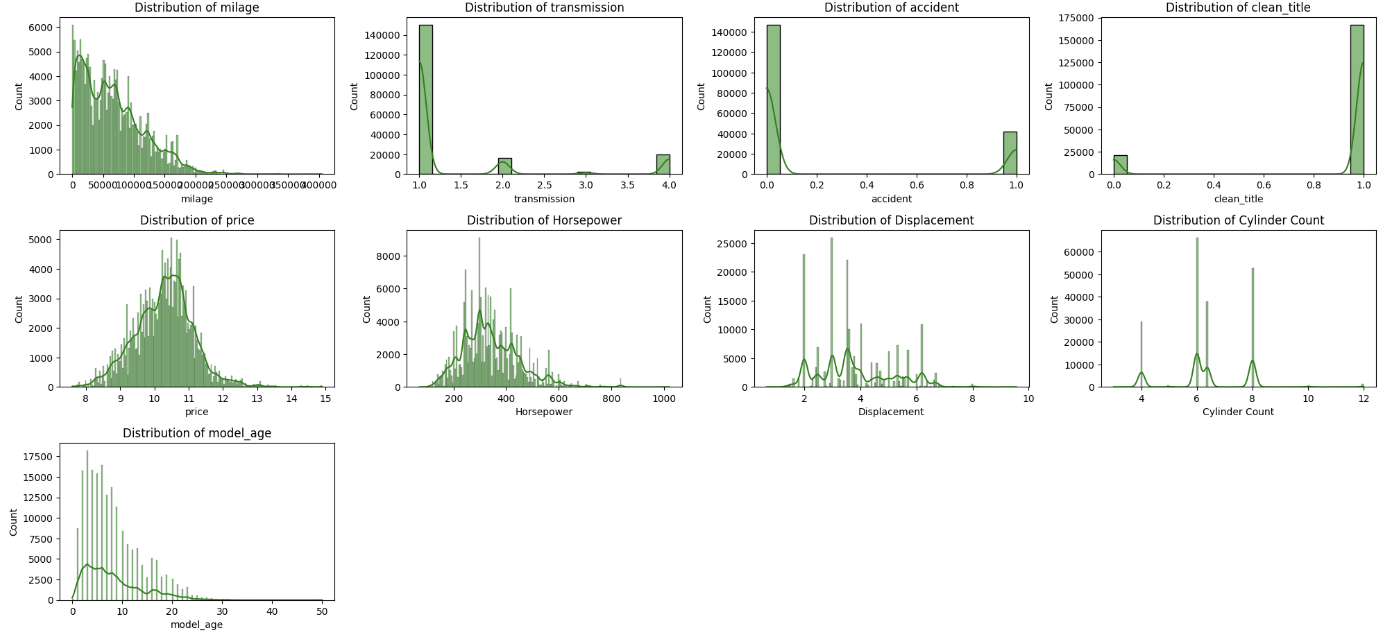 Distribution of milage
Count
6000
5000
4000
3000
2000
1000
0
0 50000 100000 150000 200000 250000 300000 350000 400000
milage
Distribution of transmission
Count
140000
120000
100000
80000
60000
40000
20000
0
1.0 1.5 2.0 2.5 3.0 3.5 4.0
transmission
Distribution of accident
Count
140000
120000
100000
80000
60000
40000
20000
0
0.0 0.2 0.4 0.6 0.8 1.0
accident
Distribution of clean_title
Count
175000
150000
125000
100000
75000
50000
25000
0
0.0 0.2 0.4 0.6 0.8 1.0
clean_title
Distribution of price
Count
5000
4000
3000
2000
1000
0
8 9 10 11 12 13 14 15
price
Distribution of Horsepower
Count
8000
6000
4000
2000
0
200 400 600 800 1000
Horsepower
Distribution of Displacement
Count
25000
20000
15000
10000
5000
0
2 4 6 8 10
Displacement
Distribution of Cylinder Count
Count
60000
50000
40000
30000
20000
10000
0
4 6 8 10 12
Cylinder Count
Distribution of model_age
Count
17500
15000
12500
10000
7500
5000
2500
0
0 10 20 30 40 50
model_age